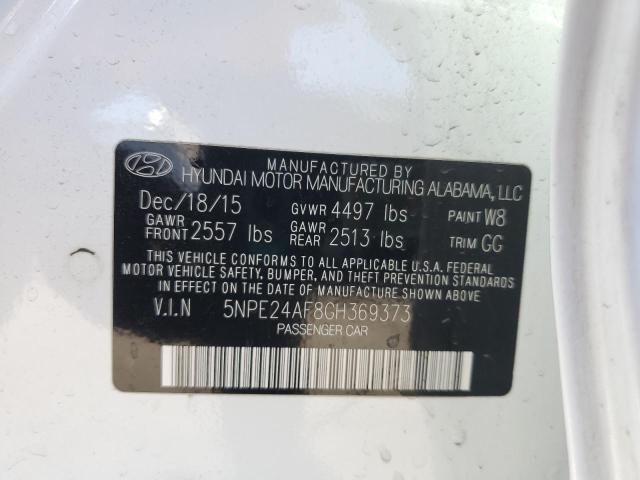 MANUFACTURED BY
HYUNDAI MOTOR MANUFACTURING ALABAMA, LLC
Dec/18/15 GVWR 4497 lbs PAINT W8
GAWR FRONT 2557 lbs GAWR REAR 2513 lbs TRIM GG
THIS VEHICLE CONFORMS TO ALL APPLICABLE U.S.A. FEDERAL
MOTOR VEHICLE SAFETY, BUMPER, AND THEFT PREVENTION STANDARDS
IN EFFECT ON THE DATE OF MANUFACTURE SHOWN ABOVE.
V.I.N 5NPE24AF8GH369373
PASSENGER CAR